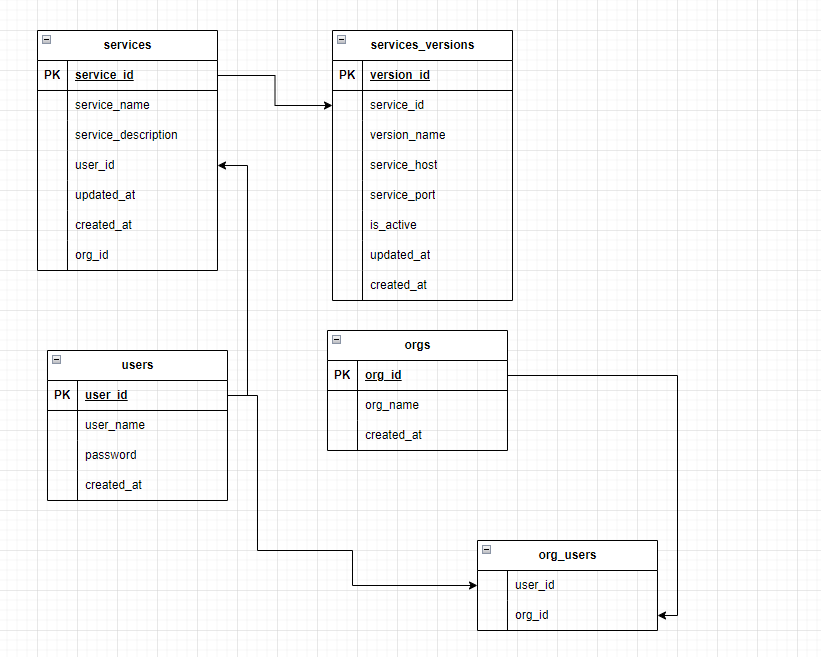 services
PK service_id
service_name
service_description
user_id
updated_at
created_at
org_id
services_versions
PK version_id
service_id
version_name
service_host
service_port
is_active
updated_at
created_at
users
PK user_id
user_name
password
created_at
orgs
PK org_id
org_name
created_at
org_users
user_id
org_id